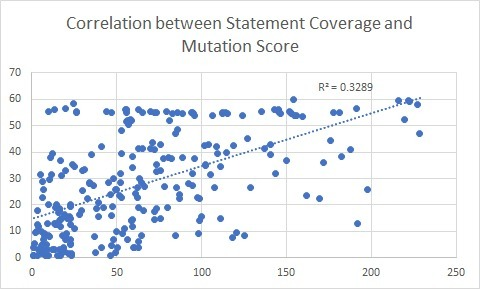 Correlation between Statement Coverage and
Mutation Score
R² = 0.3289
70
60
50
40
30
20
10
0
0 50 100 150 200 250